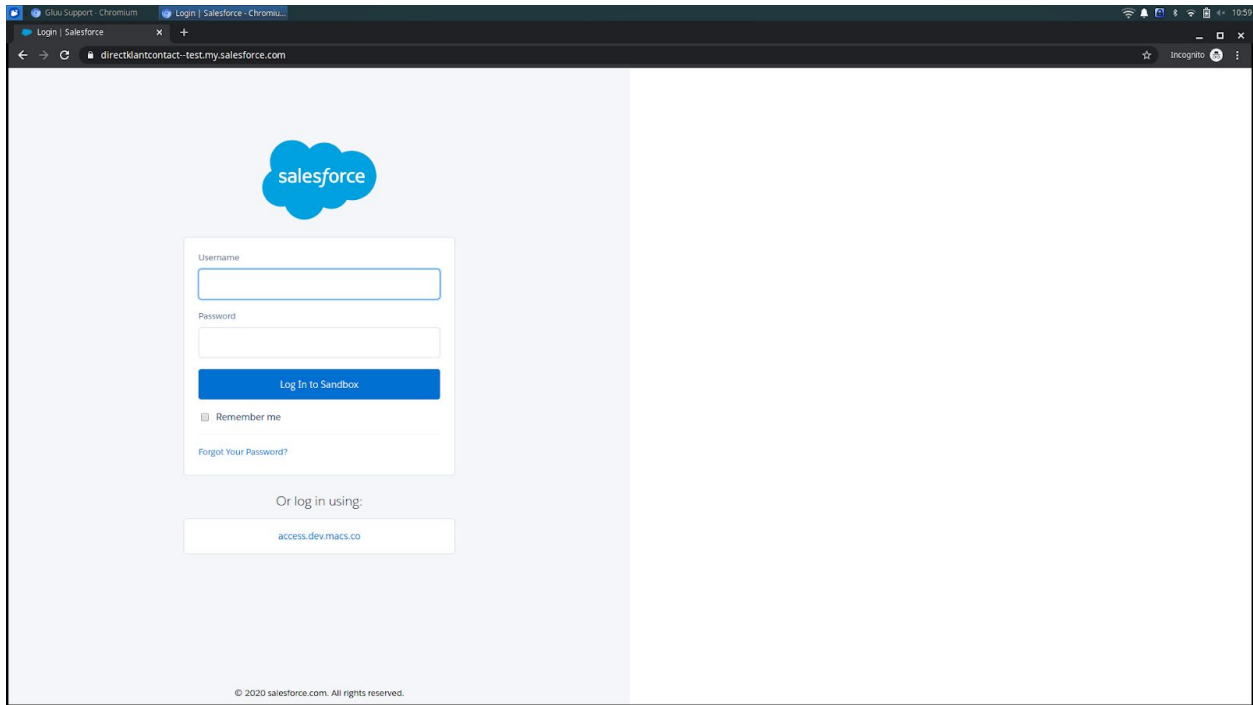 Gluu Support - Chromium
Login | Salesforce - Chromiu...
10:59
Login | Salesforce
directklantcontact--test.my.salesforce.com
Incognito
salesforce
Username
Password
Log In to Sandbox
Remember me
Forgot Your Password?
Or log in using:
access.dev.macs.co
© 2020 salesforce.com. All rights reserved.